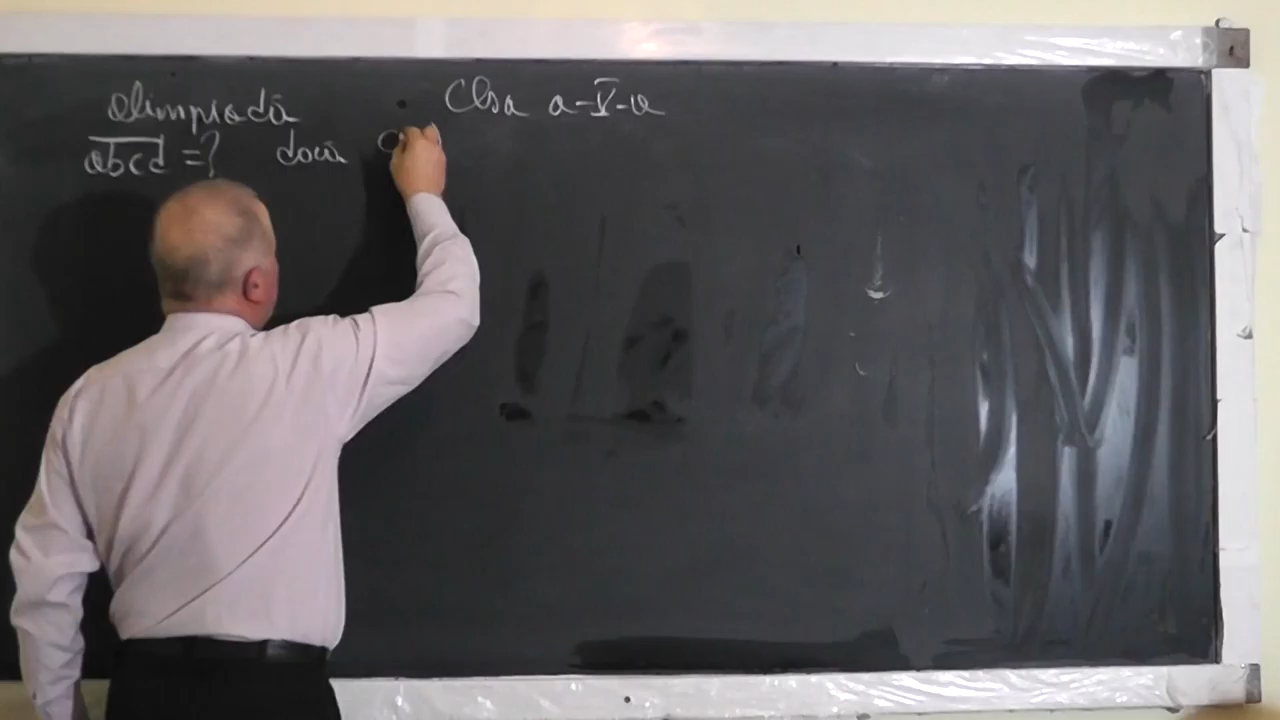 Olimpiadă Clsa a-V-a
abcd = ? dacă